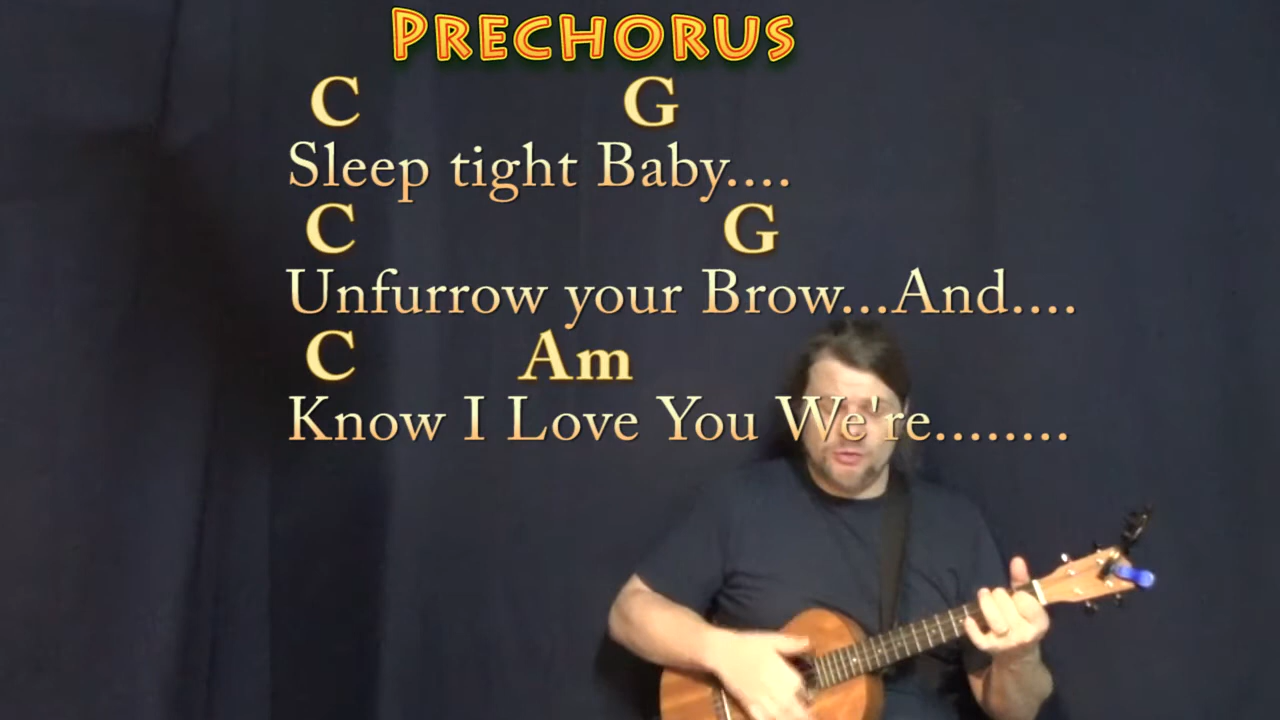 PRECHORUS
C G
Sleep tight Baby....
C G
Unfurrow your Brow...And....
C Am
Know I Love You We're........